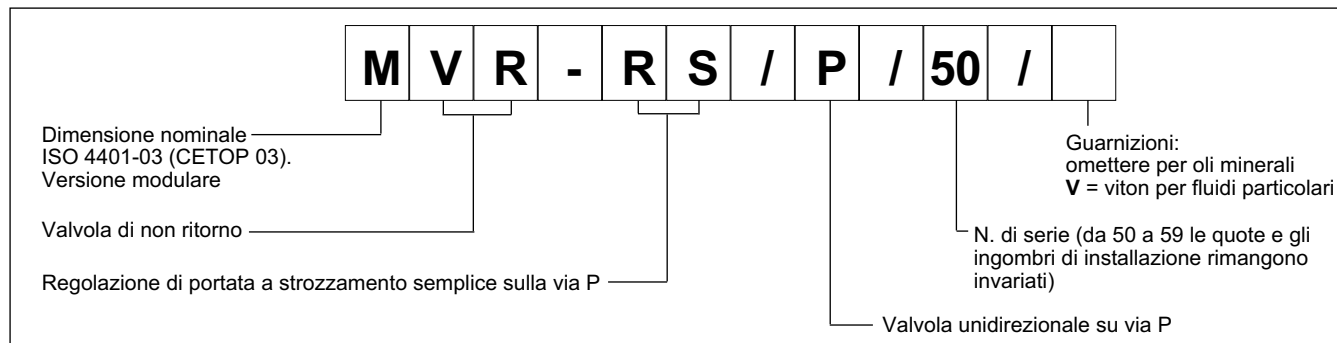 M V R - R S / P / 50 /
Dimensione nominale
ISO 4401-03 (CETOP 03).
Versione modulare
Valvola di non ritorno
Regolazione di portata a strozzamento semplice sulla via P
Guarnizioni:
omettere per oli minerali
V = viton per fluidi particolari
N. di serie (da 50 a 59 le quote e gli
ingombri di installazione rimangono
invariati)
Valvola unidirezionale su via P